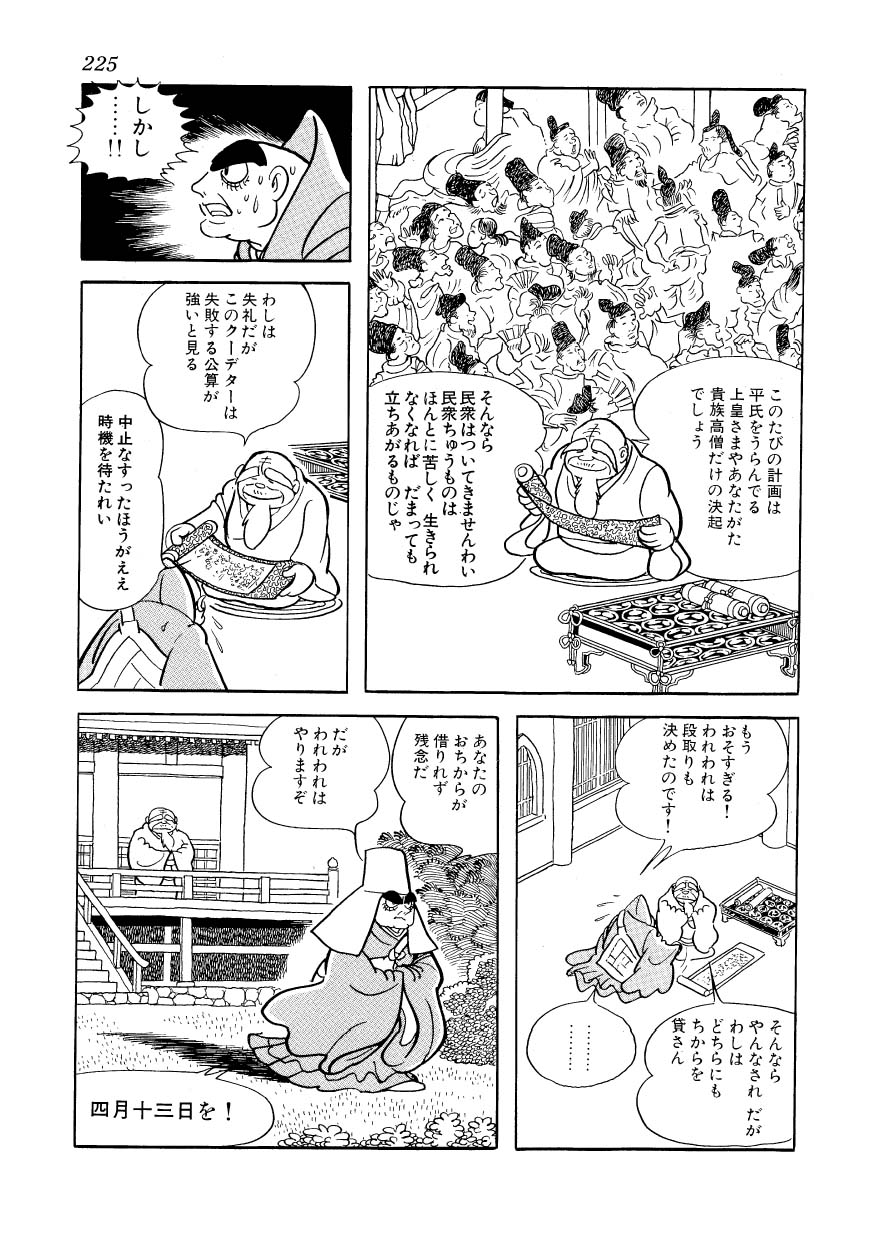 225
このたびの計画は
平氏をうらんでる
上皇さまやあなたがた
貴族高僧だけの決起
でしょう
そんなら
民衆はついてきませんわい
民衆ちゅうものは
ほんとに苦しく 生きられ
なくなれば だまっても
立ちあがるものじゃ
しかし
……!!
わしは
失礼だが
このクーデターは
失敗する公算が
強いと見る
中止なすったほうがええ
時機を待たれい
もう
おそすぎる！
われわれは
段取りも
決めたのです！
そんなら
やんなされ だが
わしは
どちらにも
ちからを
貸さん
………
………
あなたの
おちからが
借りれず
残念だ
だが
われわれは
やりますぞ
四月十三日を！